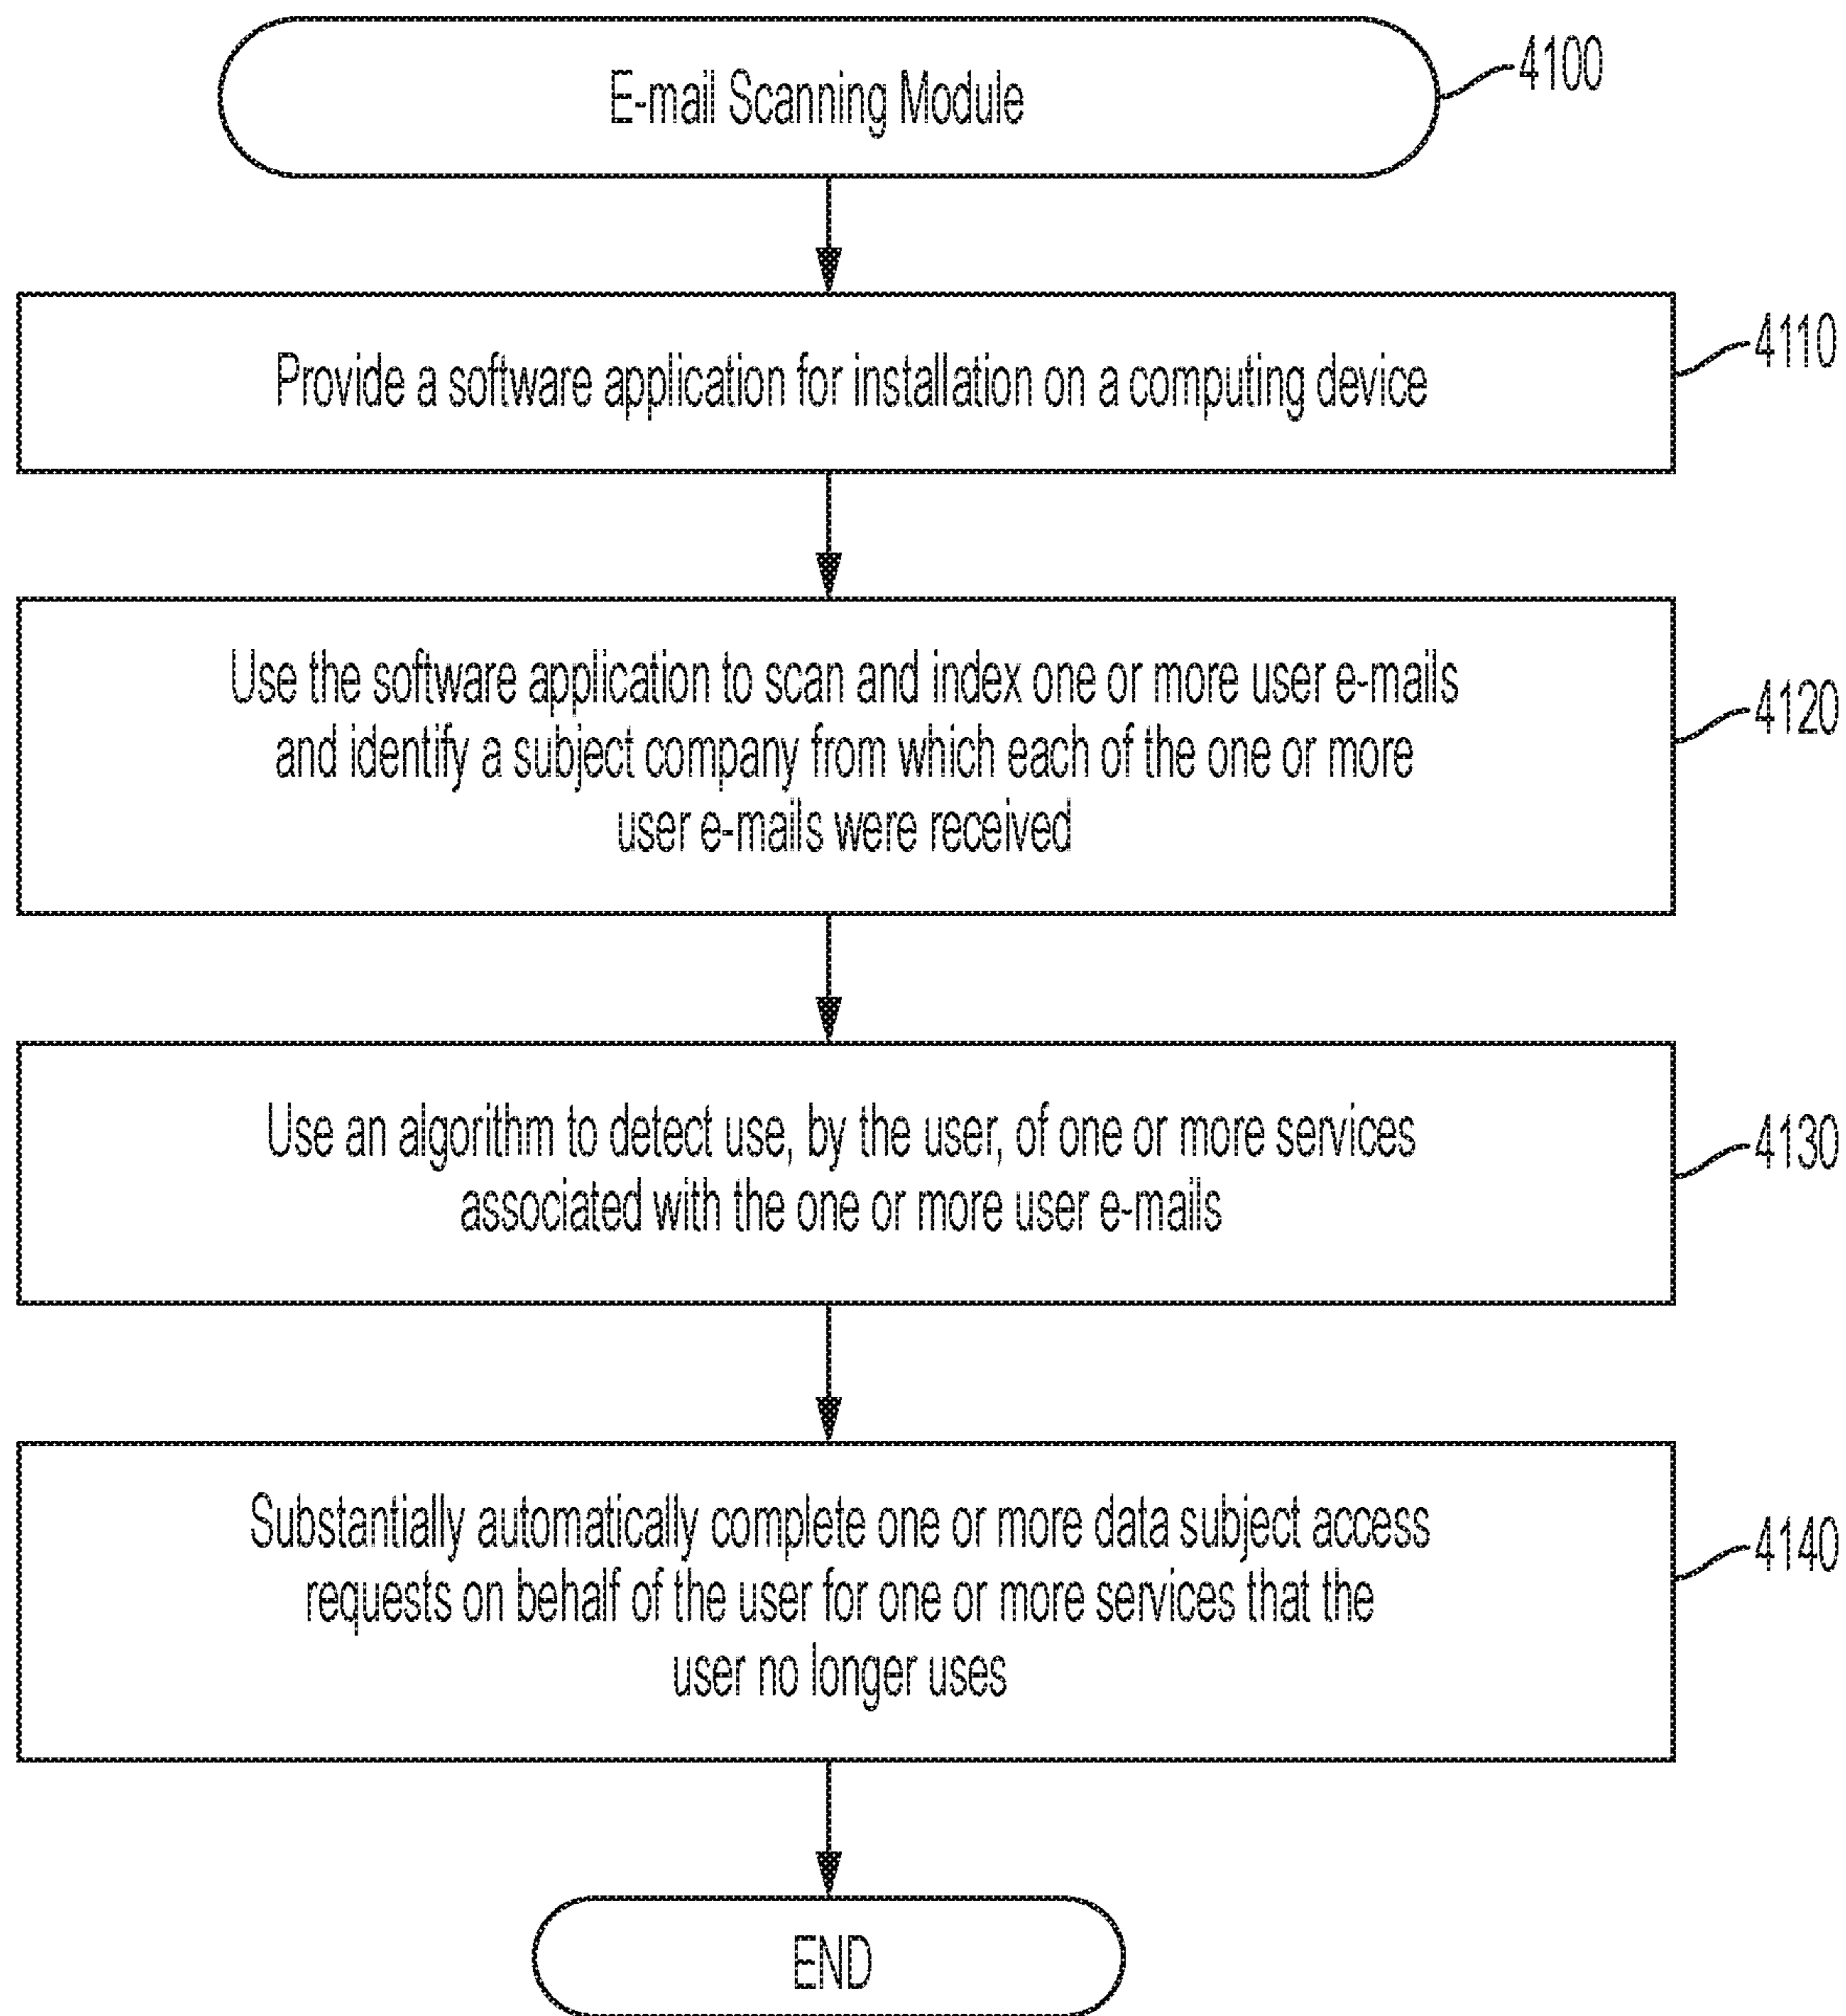 E-mail Scanning Module
4100
Provide a software application for installation on a computing device
4110
Use the software application to scan and index one or more user e-mails
and identify a subject company from which each of the one or more
user e-mails were received
4120
Use an algorithm to detect use, by the user, of one or more services
associated with the one or more user e-mails
4130
Substantially automatically complete one or more data subject access
requests on behalf of the user for one or more services that the
user no longer uses
4140
END